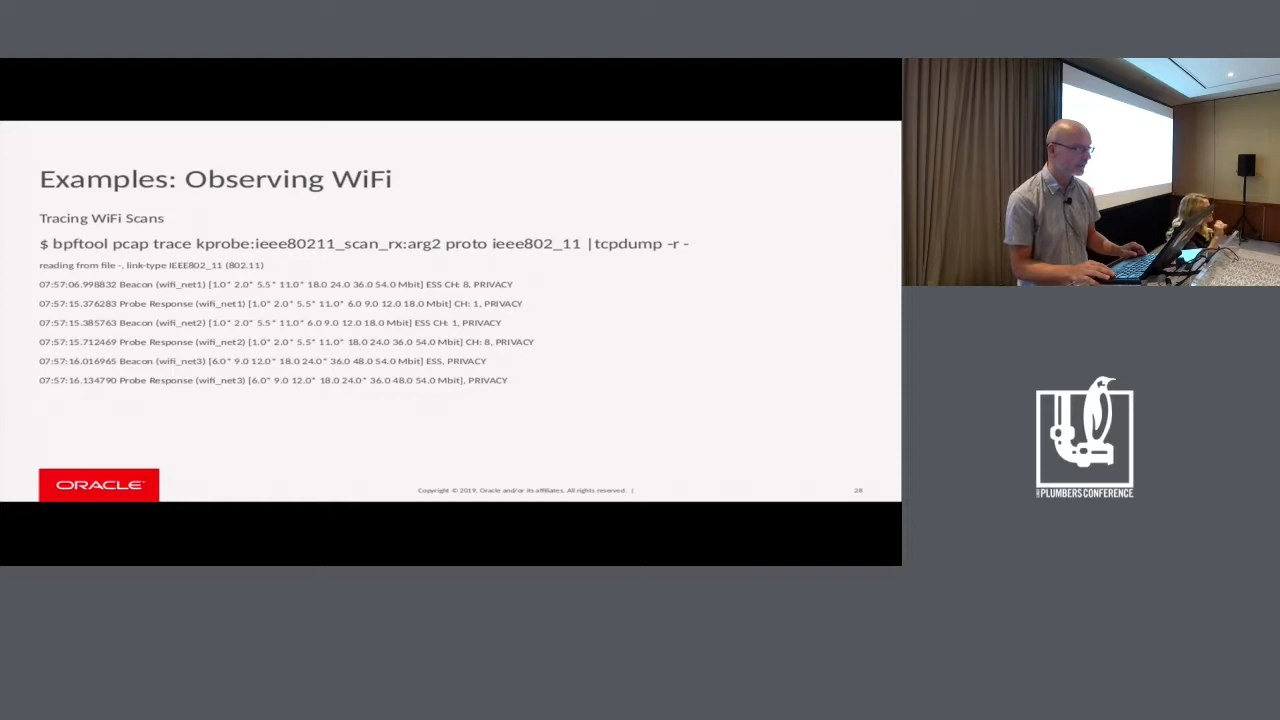 Examples: Observing WiFi
Tracing WiFi Scans
$ bpftool pcap trace kprobe:ieee80211_scan_rx:arg2 proto ieee802_11 |tcpdump -r -
reading from file -, link-type IEEE802_11 (802.11)
07:57:06.998832 Beacon (wifi_net1) [1.0* 2.0* 5.5* 11.0* 18.0 24.0 36.0 54.0 Mbit] ESS CH: 8, PRIVACY
07:57:15.376283 Probe Response (wifi_net1) [1.0* 2.0* 5.5* 11.0* 6.0 9.0 12.0 18.0 Mbit] CH: 1, PRIVACY
07:57:15.385763 Beacon (wifi_net2) [1.0* 2.0* 5.5* 11.0* 6.0 9.0 12.0 18.0 Mbit] ESS CH: 1, PRIVACY
07:57:15.712469 Probe Response (wifi_net2) [1.0* 2.0* 5.5* 11.0* 18.0 24.0 36.0 54.0 Mbit] CH: 8, PRIVACY
07:57:16.016965 Beacon (wifi_net3) [6.0* 9.0 12.0* 18.0 24.0* 36.0 48.0 54.0 Mbit] ESS, PRIVACY
07:57:16.134790 Probe Response (wifi_net3) [6.0* 9.0 12.0* 18.0 24.0* 36.0 48.0 54.0 Mbit], PRIVACY
ORACLE
Copyright © 2019, Oracle and/or its affiliates. All rights reserved. |
28
PLUMBERS CONFERENCE